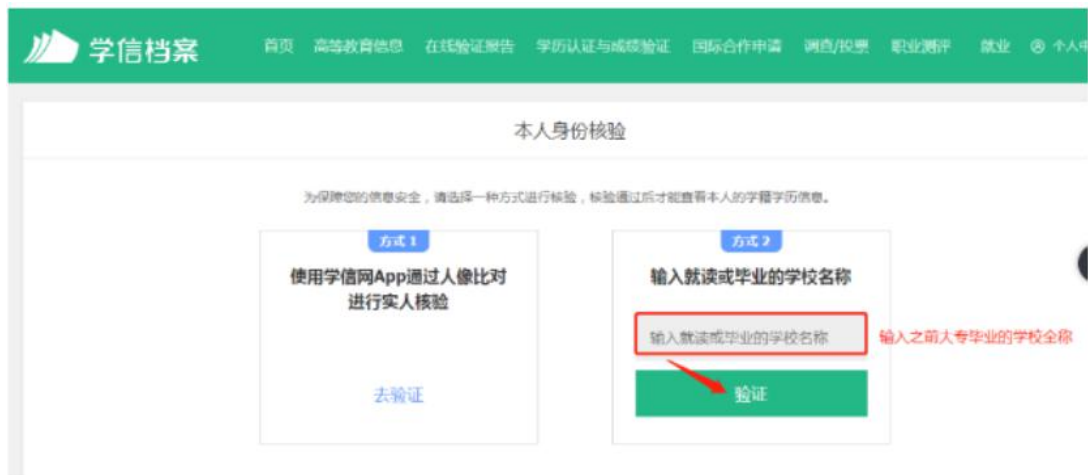 学信档案 首页 高等教育信息 在线验证报告 学历认证与成绩验证 国际合作申请 调查/投票 职业测评 就业 个人中
本人身份核验
为保障您的信息安全，请选择一种方式进行核验，核验通过后才能查看本人的学籍学历信息。
方式 1
使用学信网App通过人像比对
进行实人核验
去验证
方式 2
输入就读或毕业的学校名称
输入就读或毕业的学校名称
输入之前大专毕业的学校全称
验证